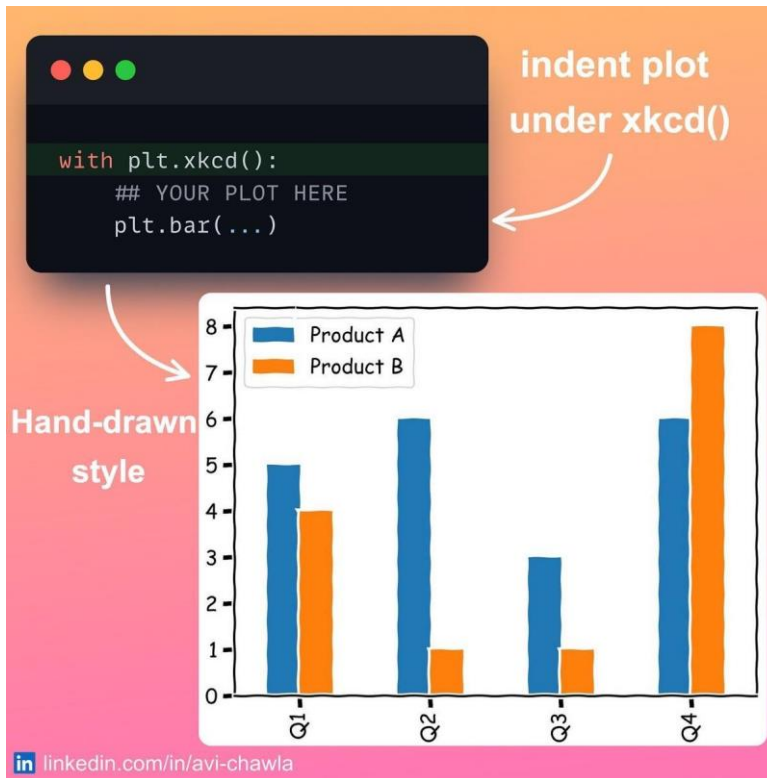 indent plot
under xkcd()
with plt.xkcd():
## YOUR PLOT HERE
plt.bar(...)
Hand-drawn
style
Product A
Product B
8
7
6
5
4
3
2
1
0
Q1
Q2
Q3
Q4
in linkedin.com/in/avi-chawla